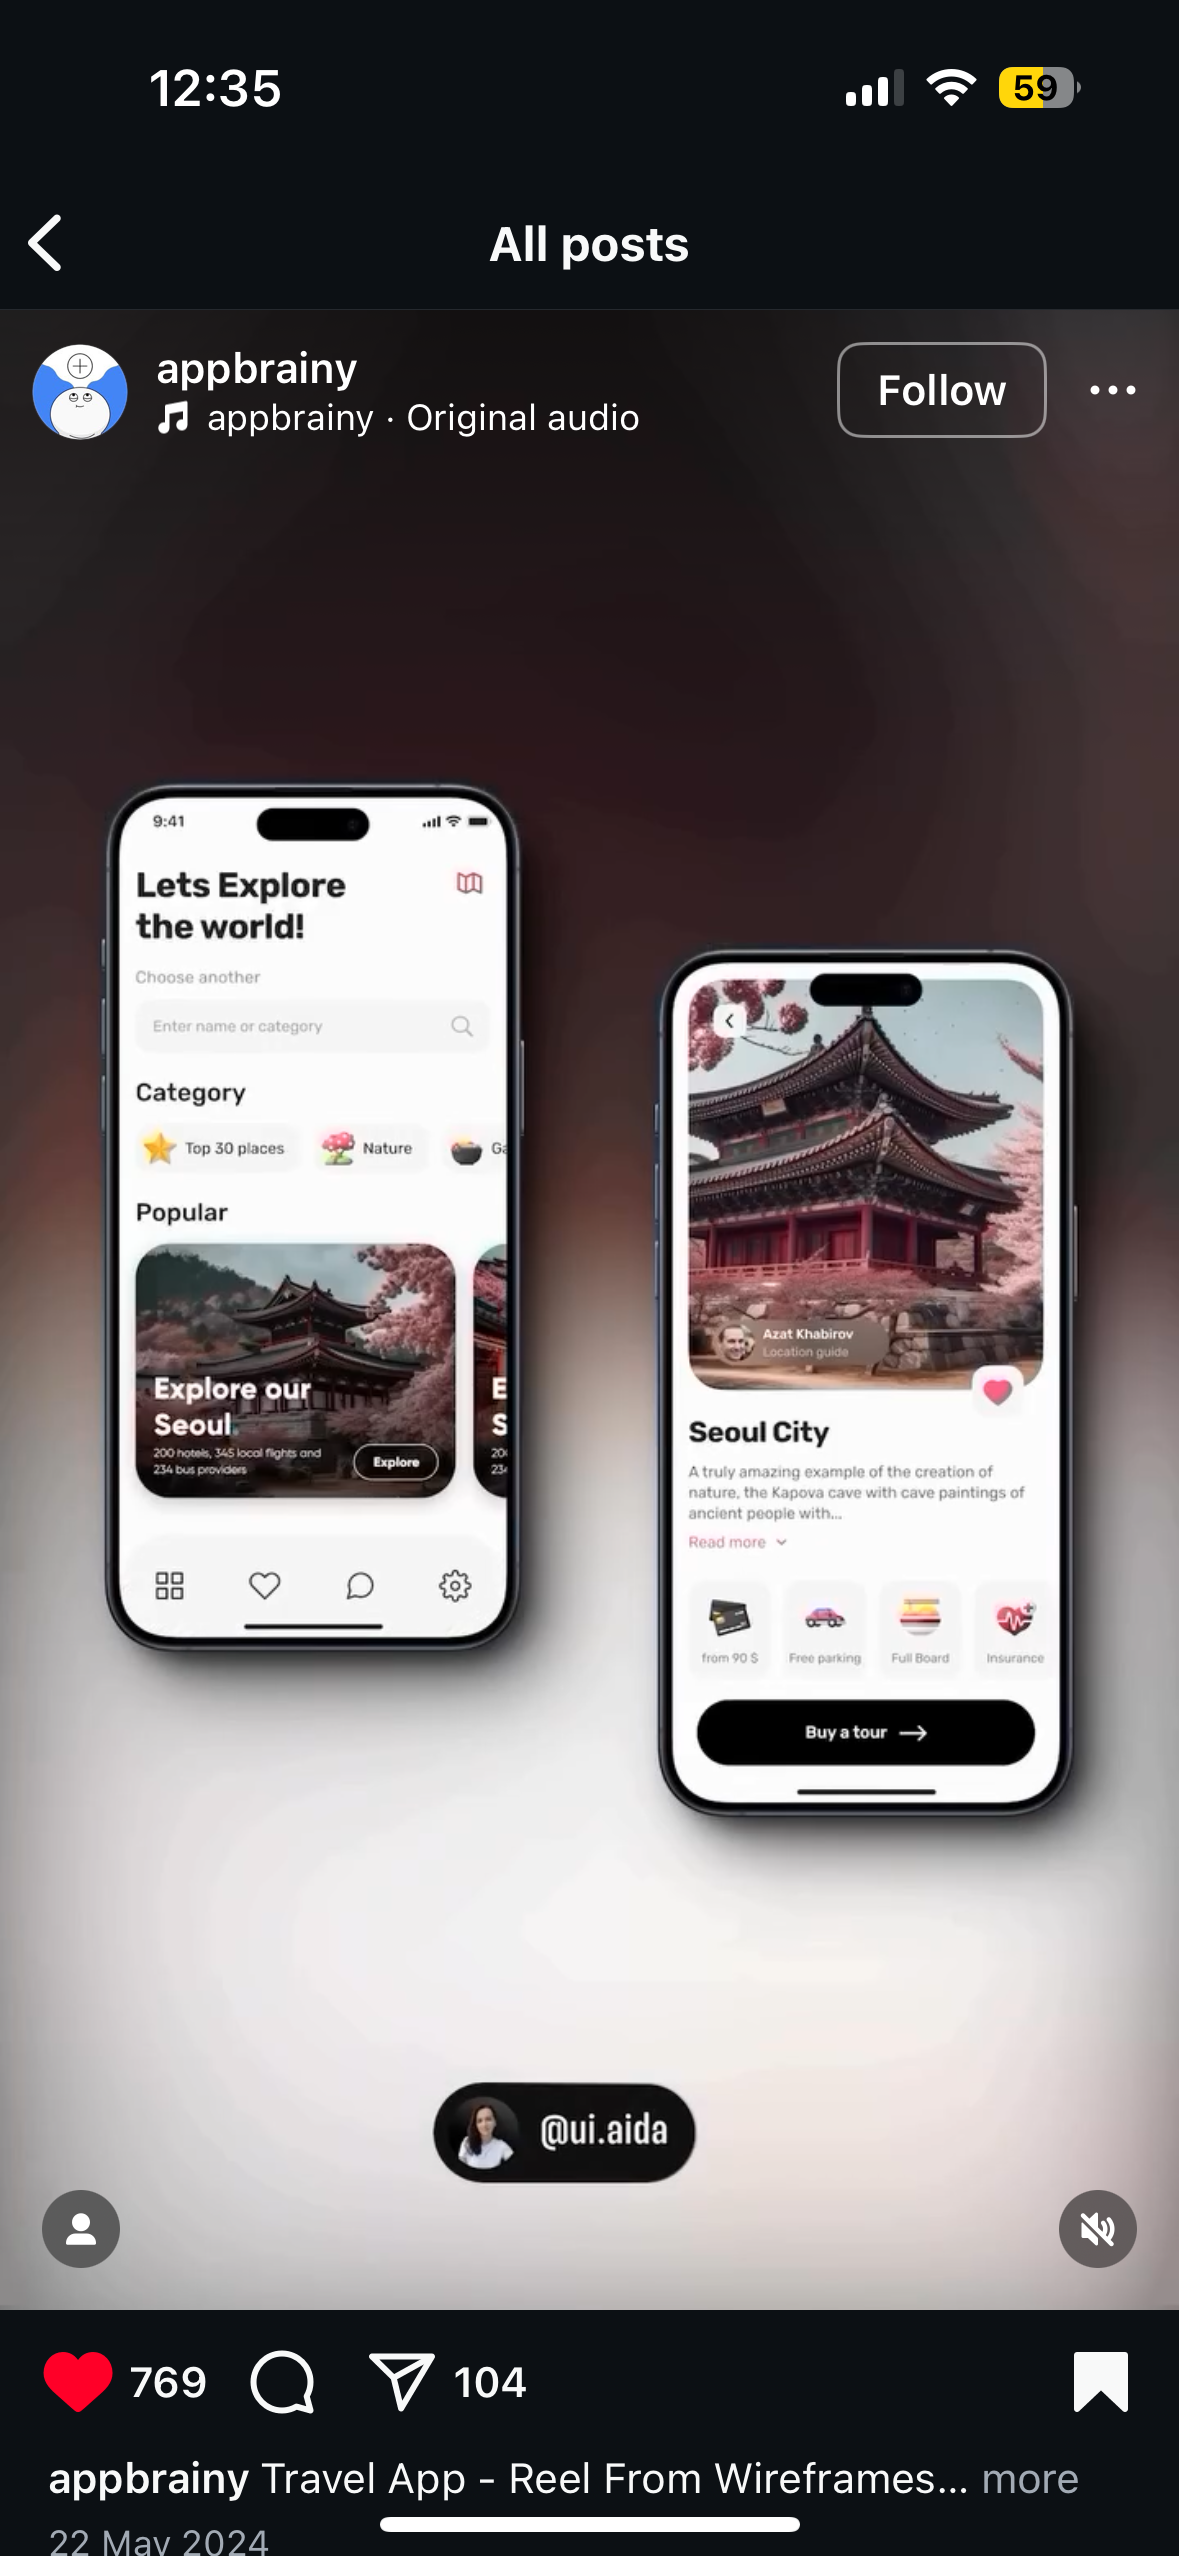 12:35
59
All posts
appbrainy
appbrainy · Original audio
Follow
9:41
Lets Explore
the world!
Choose another
Enter name or category
Category
Top 30 places
Nature
Popular
Explore our
Seoul
200 hotels, 345 local flights and
234 bus providers
Explore
Azat Khabirov
Location guide
Seoul City
A truly amazing example of the creation of
nature, the Kapova cave with cave paintings of
ancient people with...
Read more
from 90 $
Free parking
Full Board
Insurance
Buy a tour
@ui.aida
769
104
appbrainy Travel App - Reel From Wireframes... more
22 May 2024